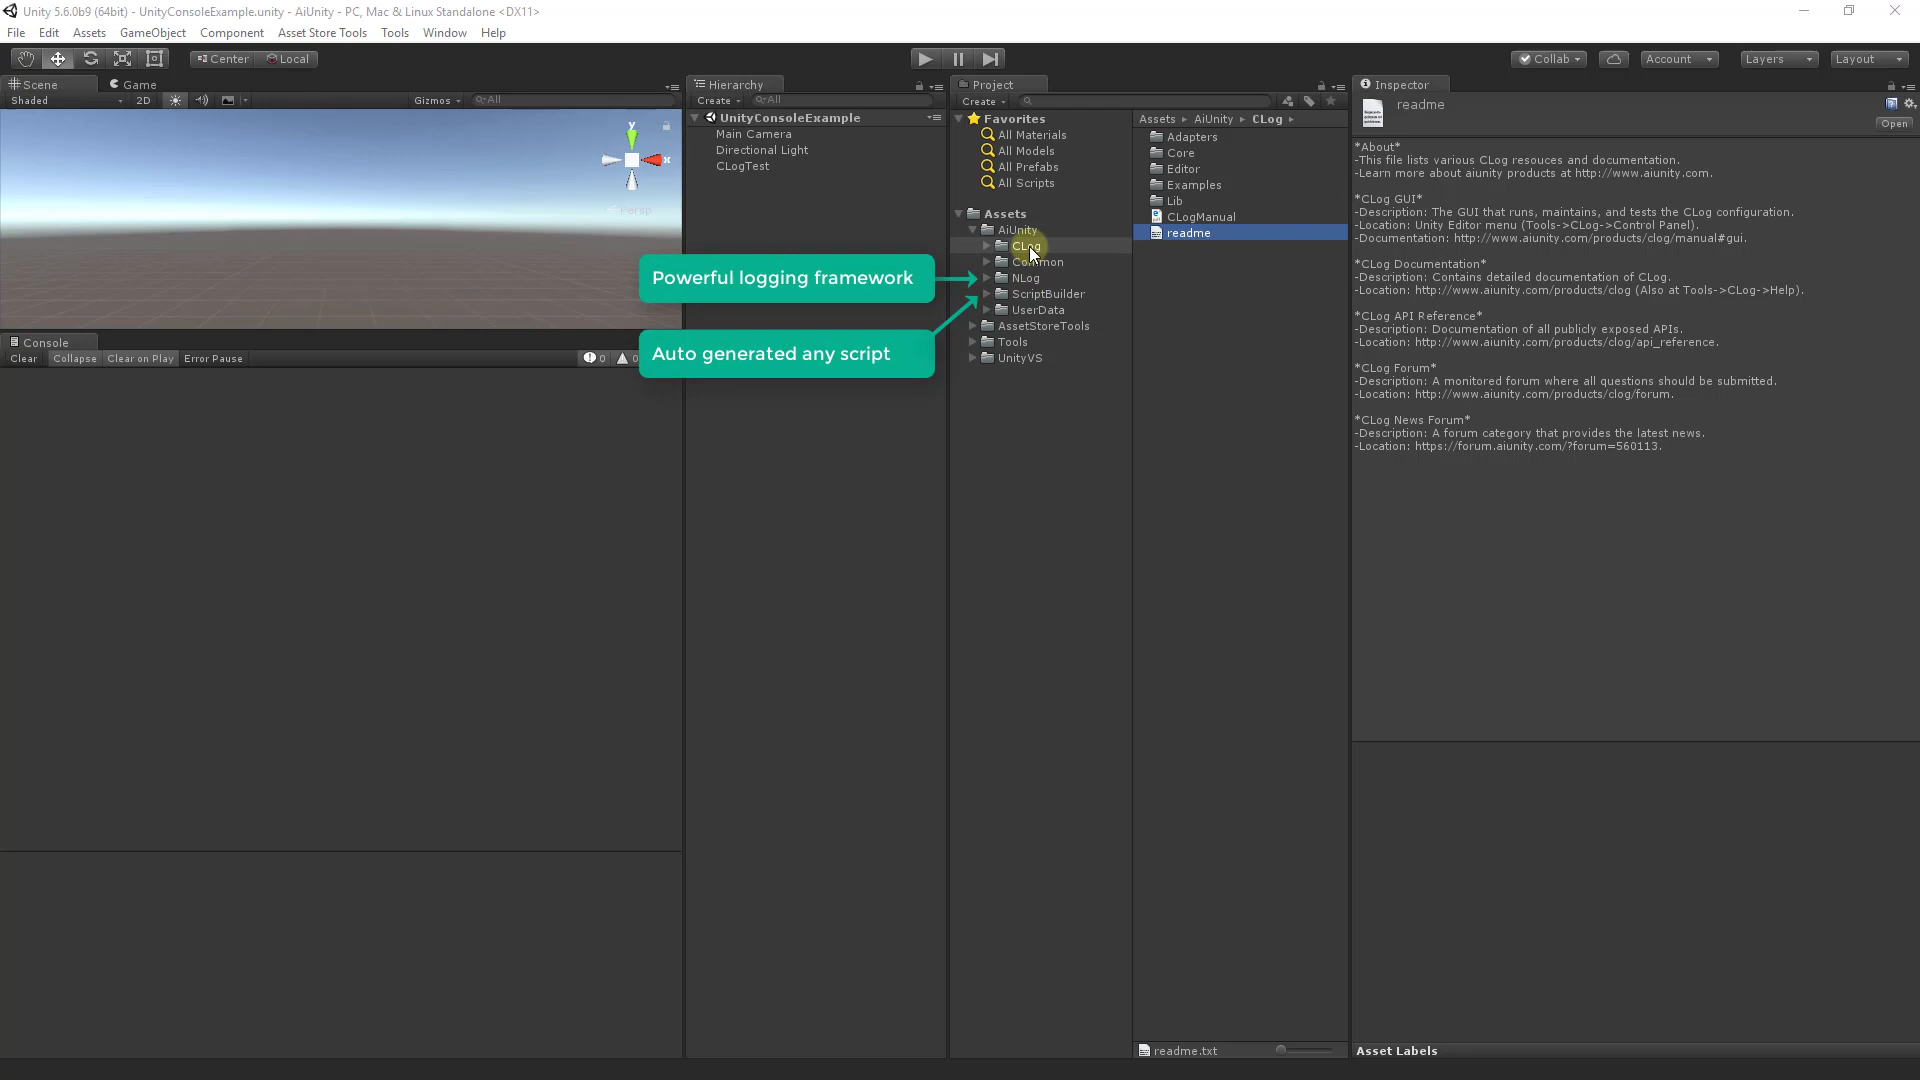 Unity 5.6.0b9 (64bit) - UnityConsoleExample.unity - AiUnity - PC, Mac & Linux Standalone <DX11>
File Edit Assets GameObject Component Asset Store Tools Tools Window Help
Center Local
Collab Account Layers Layout
Scene Game
Shaded 2D Gizmos All
y
x
Persp
Console
Clear Collapse Clear on Play Error Pause 0 0
Hierarchy
Create All
UnityConsoleExample
Main Camera
Directional Light
CLogTest
Powerful logging framework
Auto generated any script
Project
Create
Favorites
All Materials
All Models
All Prefabs
All Scripts
Assets
AiUnity
CLog
Common
NLog
ScriptBuilder
UserData
AssetStoreTools
Tools
UnityVS
Assets AiUnity CLog
Adapters
Core
Editor
Examples
Lib
CLogManual
readme
readme.txt
Inspector
readme
Open
*About*
-This file lists various CLog resouces and documentation.
-Learn more about aiunity products at http://www.aiunity.com.
*CLog GUI*
-Description: The GUI that runs, maintains, and tests the CLog configuration.
-Location: Unity Editor menu (Tools->CLog->Control Panel).
-Documentation: http://www.aiunity.com/products/clog/manual#gui.
*CLog Documentation*
-Description: Contains detailed documentation of CLog.
-Location: http://www.aiunity.com/products/clog (Also at Tools->CLog->Help).
*CLog API Reference*
-Description: Documentation of all publicly exposed APIs.
-Location: http://www.aiunity.com/products/clog/api_reference.
*CLog Forum*
-Description: A monitored forum where all questions should be submitted.
-Location: http://www.aiunity.com/products/clog/forum.
*CLog News Forum*
-Description: A forum category that provides the latest news.
-Location: https://forum.aiunity.com/?forum=560113.
Asset Labels